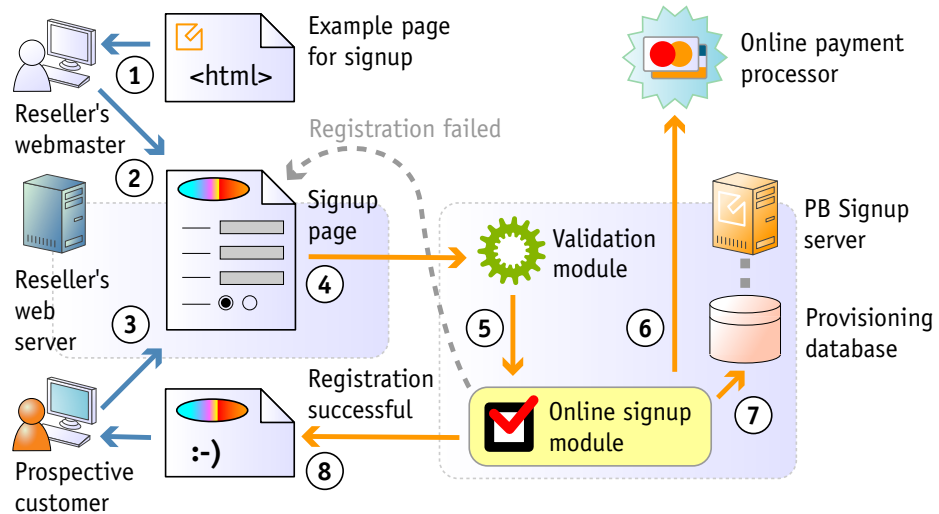 Example page
for signup
<html>
1
Reseller's
webmaster
2
Online payment
processor
Registration failed
Signup
page
4
Reseller's
web
server
3
Validation
module
5
6
PB Signup
server
Provisioning
database
7
Online signup
module
Registration
successful
8
:-)
Prospective
customer